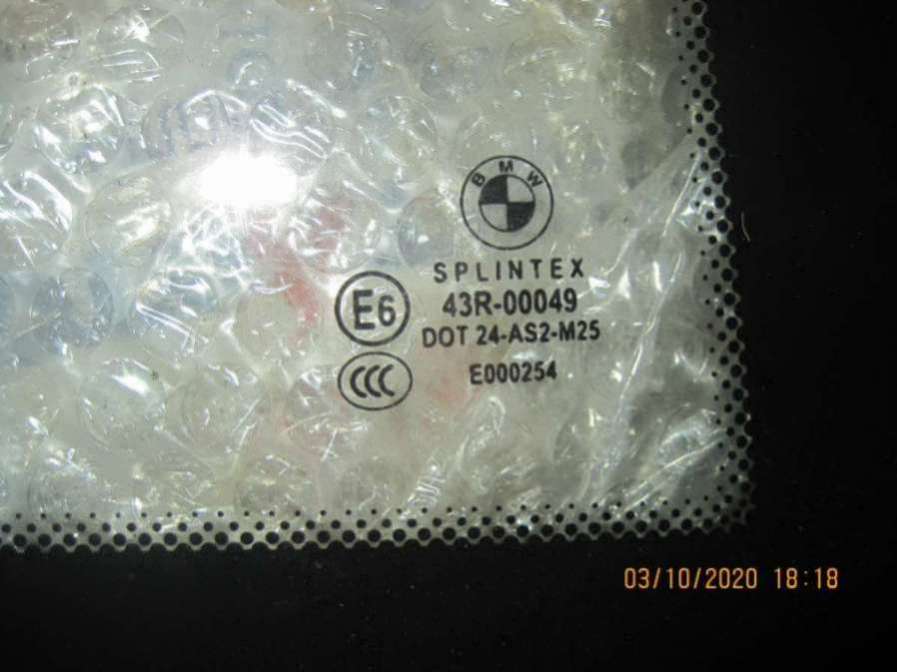 BMW
SPLINTEX
E6
43R-00049
DOT 24-AS2-M25
CCC
E000254
03/10/2020 18:18